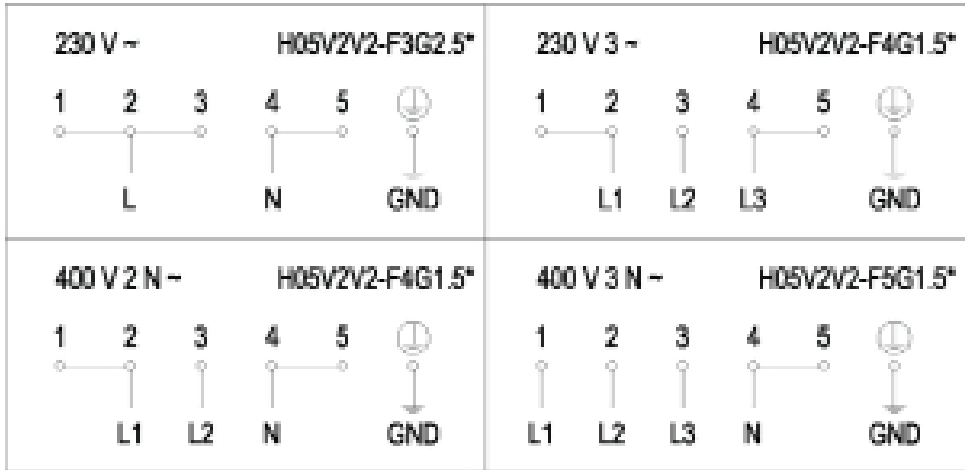 230 V ~ H05V2V2-F3G2.5*
1 2 3 4 5
L N GND
230 V 3 ~ H05V2V2-F4G1.5*
1 2 3 4 5
L1 L2 L3 GND
400 V 2 N ~ H05V2V2-F4G1.5*
1 2 3 4 5
L1 L2 N GND
400 V 3 N ~ H05V2V2-F5G1.5*
1 2 3 4 5
L1 L2 L3 N GND